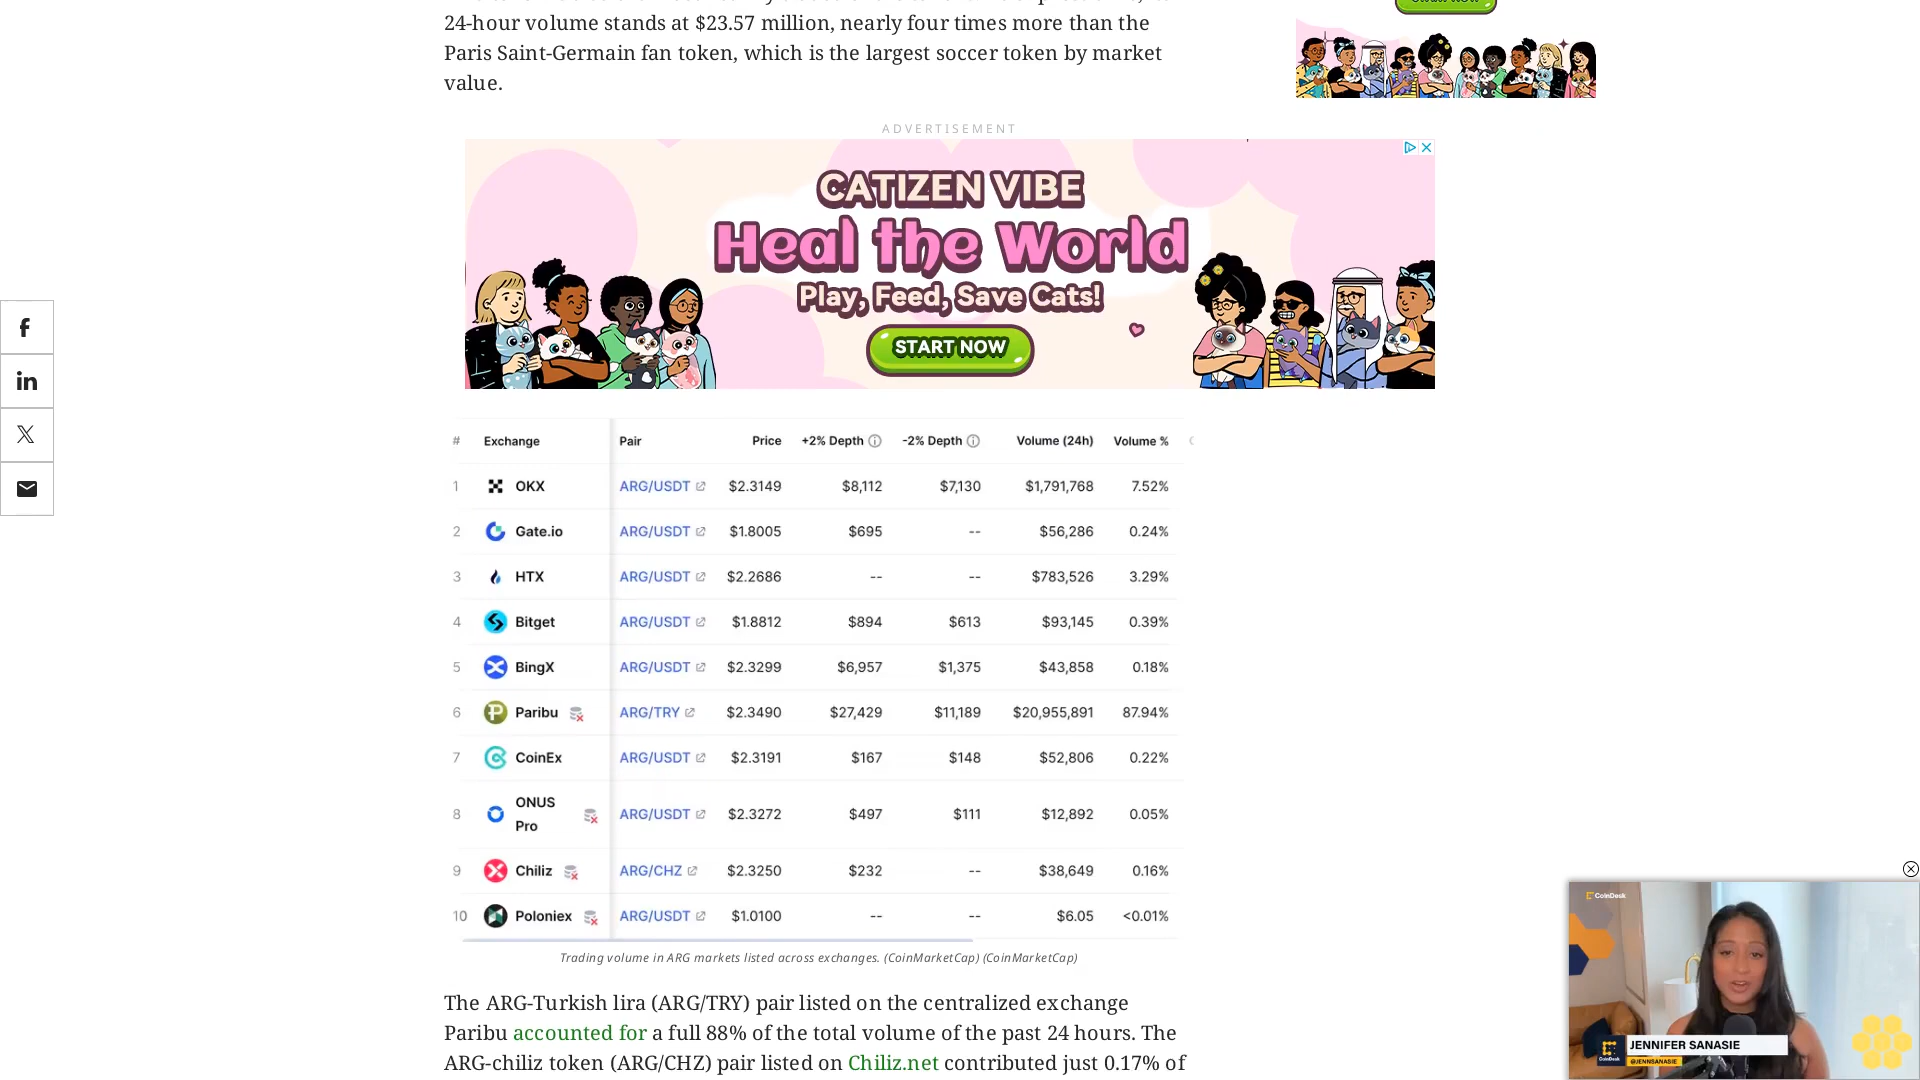 24-hour volume stands at $23.57 million, nearly four times more than the
Paris Saint-Germain fan token, which is the largest soccer token by market
value.
ADVERTISEMENT
CATIZEN VIBE
Heal the World
Play, Feed, Save Cats!
START NOW
# Exchange Pair Price +2% Depth -2% Depth Volume (24h) Volume %
1 OKX ARG/USDT $2.3149 $8,112 $7,130 $1,791,768 7.52%
2 Gate.io ARG/USDT $1.8005 $695 -- $56,286 0.24%
3 HTX ARG/USDT $2.2686 -- -- $783,526 3.29%
4 Bitget ARG/USDT $1.8812 $894 $613 $93,145 0.39%
5 BingX ARG/USDT $2.3299 $6,957 $1,375 $43,858 0.18%
6 Paribu ARG/TRY $2.3490 $27,429 $11,189 $20,955,891 87.94%
7 CoinEx ARG/USDT $2.3191 $167 $148 $52,806 0.22%
8 ONUS Pro ARG/USDT $2.3272 $497 $111 $12,892 0.05%
9 Chiliz ARG/CHZ $2.3250 $232 -- $38,649 0.16%
10 Poloniex ARG/USDT $1.0100 -- -- $6.05 <0.01%
Trading volume in ARG markets listed across exchanges. (CoinMarketCap) (CoinMarketCap)
The ARG-Turkish lira (ARG/TRY) pair listed on the centralized exchange
Paribu accounted for a full 88% of the total volume of the past 24 hours. The
ARG-chiliz token (ARG/CHZ) pair listed on Chiliz.net contributed just 0.17% of
CoinDesk
JENNIFER SANASIE
@JENNSANASIE
CoinDesk